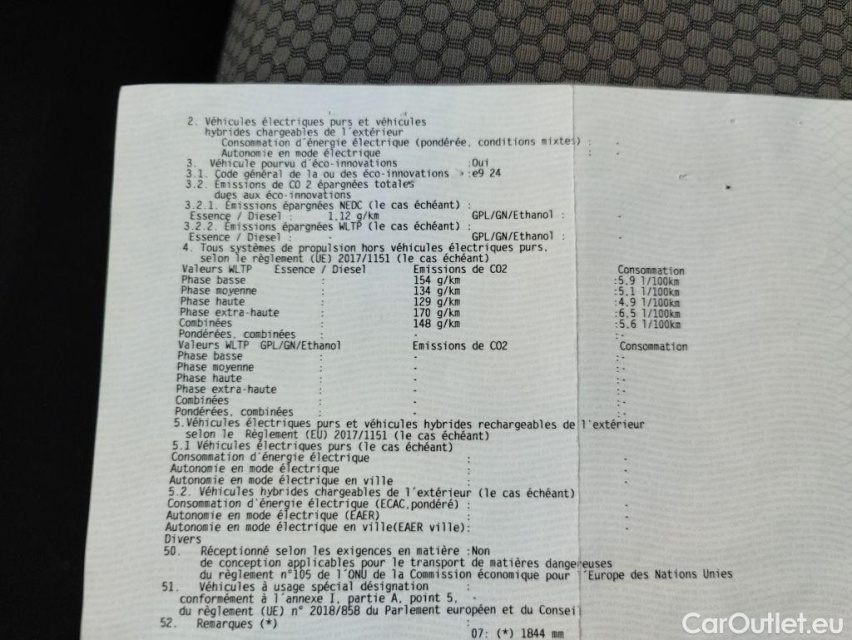 2. Véhicules électriques purs et véhicules
hybrides chargeables de l'extérieur
Consommation d'énergie électrique (pondérée, conditions mixtes) : -
Autonomie en mode électrique : -
3. Véhicule pourvu d'éco-innovations :Oui
3.1. Code général de la ou des éco-innovations > :e9 24
3.2. Emissions de CO 2 épargnées totales
dues aux éco-innovations
3.2.1. Emissions épargnées NEDC (le cas échéant) :
Essence / Diesel : 1,12 g/km GPL/GN/Ethanol : -
3.2.2. Emissions épargnées WLTP (le cas échéant) :
Essence / Diesel : - GPL/GN/Ethanol : -
4. Tous systèmes de propulsion hors véhicules électriques purs,
selon le règlement (UE) 2017/1151 (le cas échéant)
Valeurs WLTP Essence / Diesel Emissions de CO2 Consommation
Phase basse : 154 g/km :5.9 l/100km
Phase moyenne : 134 g/km :5.1 l/100km
Phase haute : 129 g/km :4.9 l/100km
Phase extra-haute : 170 g/km :6.5 l/100km
Combinées : 148 g/km :5.6 l/100km
Pondérées, combinées : - :-
Valeurs WLTP GPL/GN/Ethanol Emissions de CO2 Consommation
Phase basse : - :-
Phase moyenne : - :-
Phase haute : - :-
Phase extra-haute : - :-
Combinées : - :-
Pondérées, combinées : - :-
5.Véhicules électriques purs et véhicules hybrides rechargeables de l'extérieur
selon le Règlement (EU) 2017/1151 (le cas échéant)
5.1 Véhicules électriques purs (le cas échéant)
Consommation d'énergie électrique : -
Autonomie en mode électrique : -
Autonomie en mode électrique en ville : -
5.2. Véhicules hybrides chargeables de l'extérieur (le cas échéant)
Consommation d'énergie électrique (ECAC,pondéré) : -
Autonomie en mode électrique (EAER) : -
Autonomie en mode électrique en ville(EAER ville): -
Divers
50. Réceptionné selon les exigences en matière :Non
de conception applicables pour le transport de matières dangereuses
du règlement n°105 de l'ONU de la Commission économique pour l'Europe des Nations Unies
51. Véhicules à usage spécial désignation :
conformément à l'annexe I, partie A, point 5, -
du règlement (UE) n° 2018/858 du Parlement européen et du Conseil
52. Remarques (*) :
07: (*) 1844 mm
CarOutlet.eu